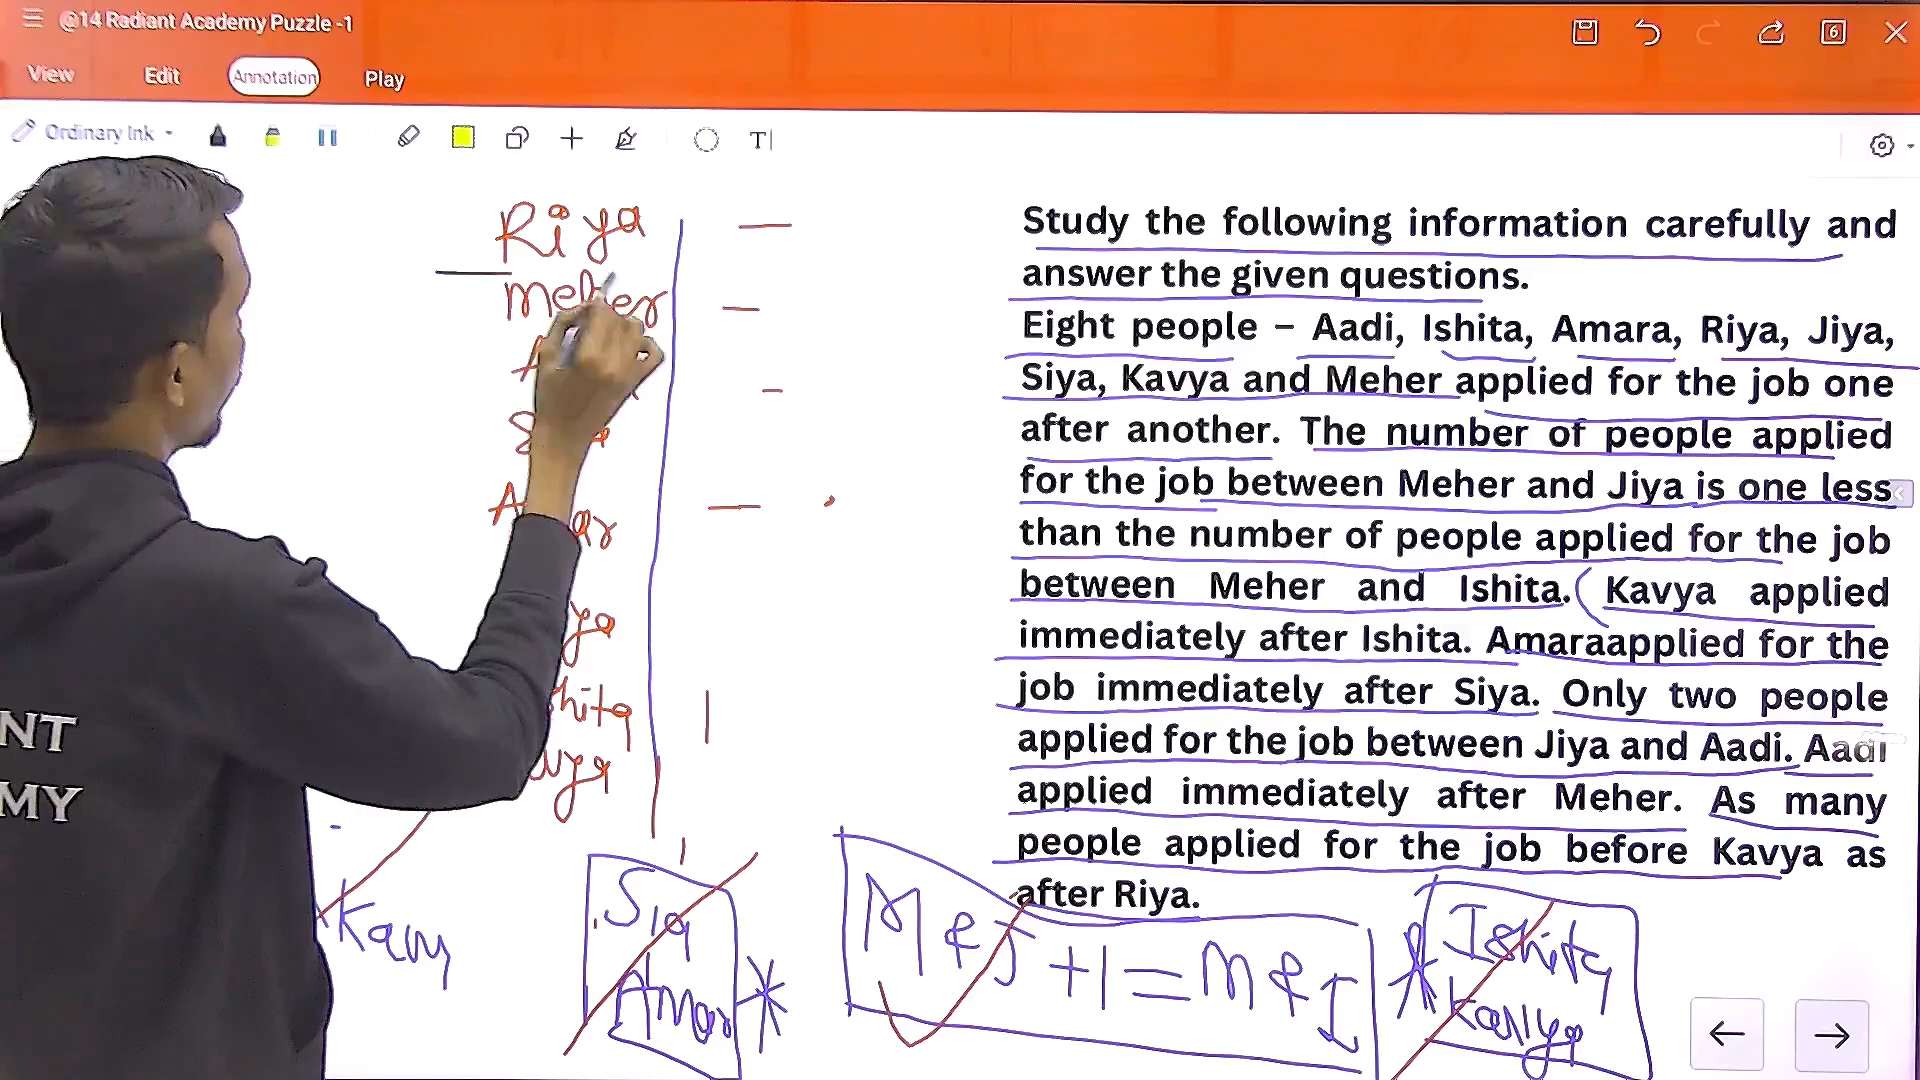 @14 Radiant Academy Puzzle -1
6
View Edit Annotation Play
Ordinary Ink
T|
Riya
Meher
NT
MY
Study the following information carefully and
answer the given questions.
Eight people – Aadi, Ishita, Amara, Riya, Jiya,
Siya, Kavya and Meher applied for the job one
after another. The number of people applied
for the job between Meher and Jiya is one less
than the number of people applied for the job
between Meher and Ishita. Kavya applied
immediately after Ishita. Amaraapplied for the
job immediately after Siya. Only two people
applied for the job between Jiya and Aadi. Aadi
applied immediately after Meher. As many
people applied for the job before Kavya as
after Riya.
Kavy
Siya
Amar
M & J +1 = M & I
Ishita
Kavya